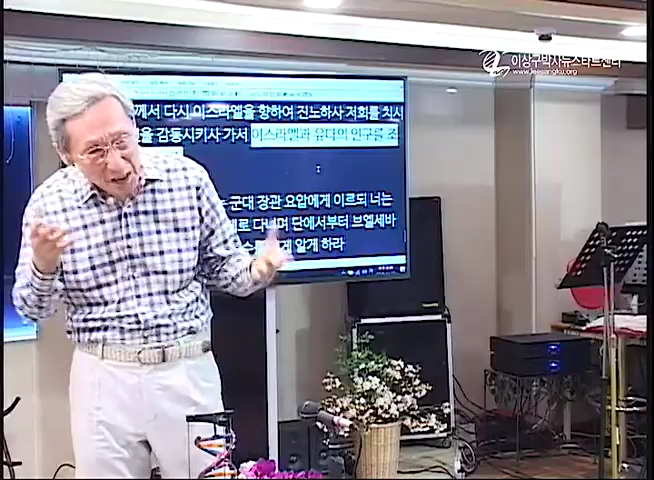 이상구박사뉴스타트센터
www.leesangku.org
께서 다시 이스라엘을 향하여 진노하사 저희를 치시
을 감동시키사 가서 이스라엘과 유다의 인구를 조
군대 장관 요압에게 이르되 너는
로 다니며 단에서부터 브엘세바
게 알게 하라